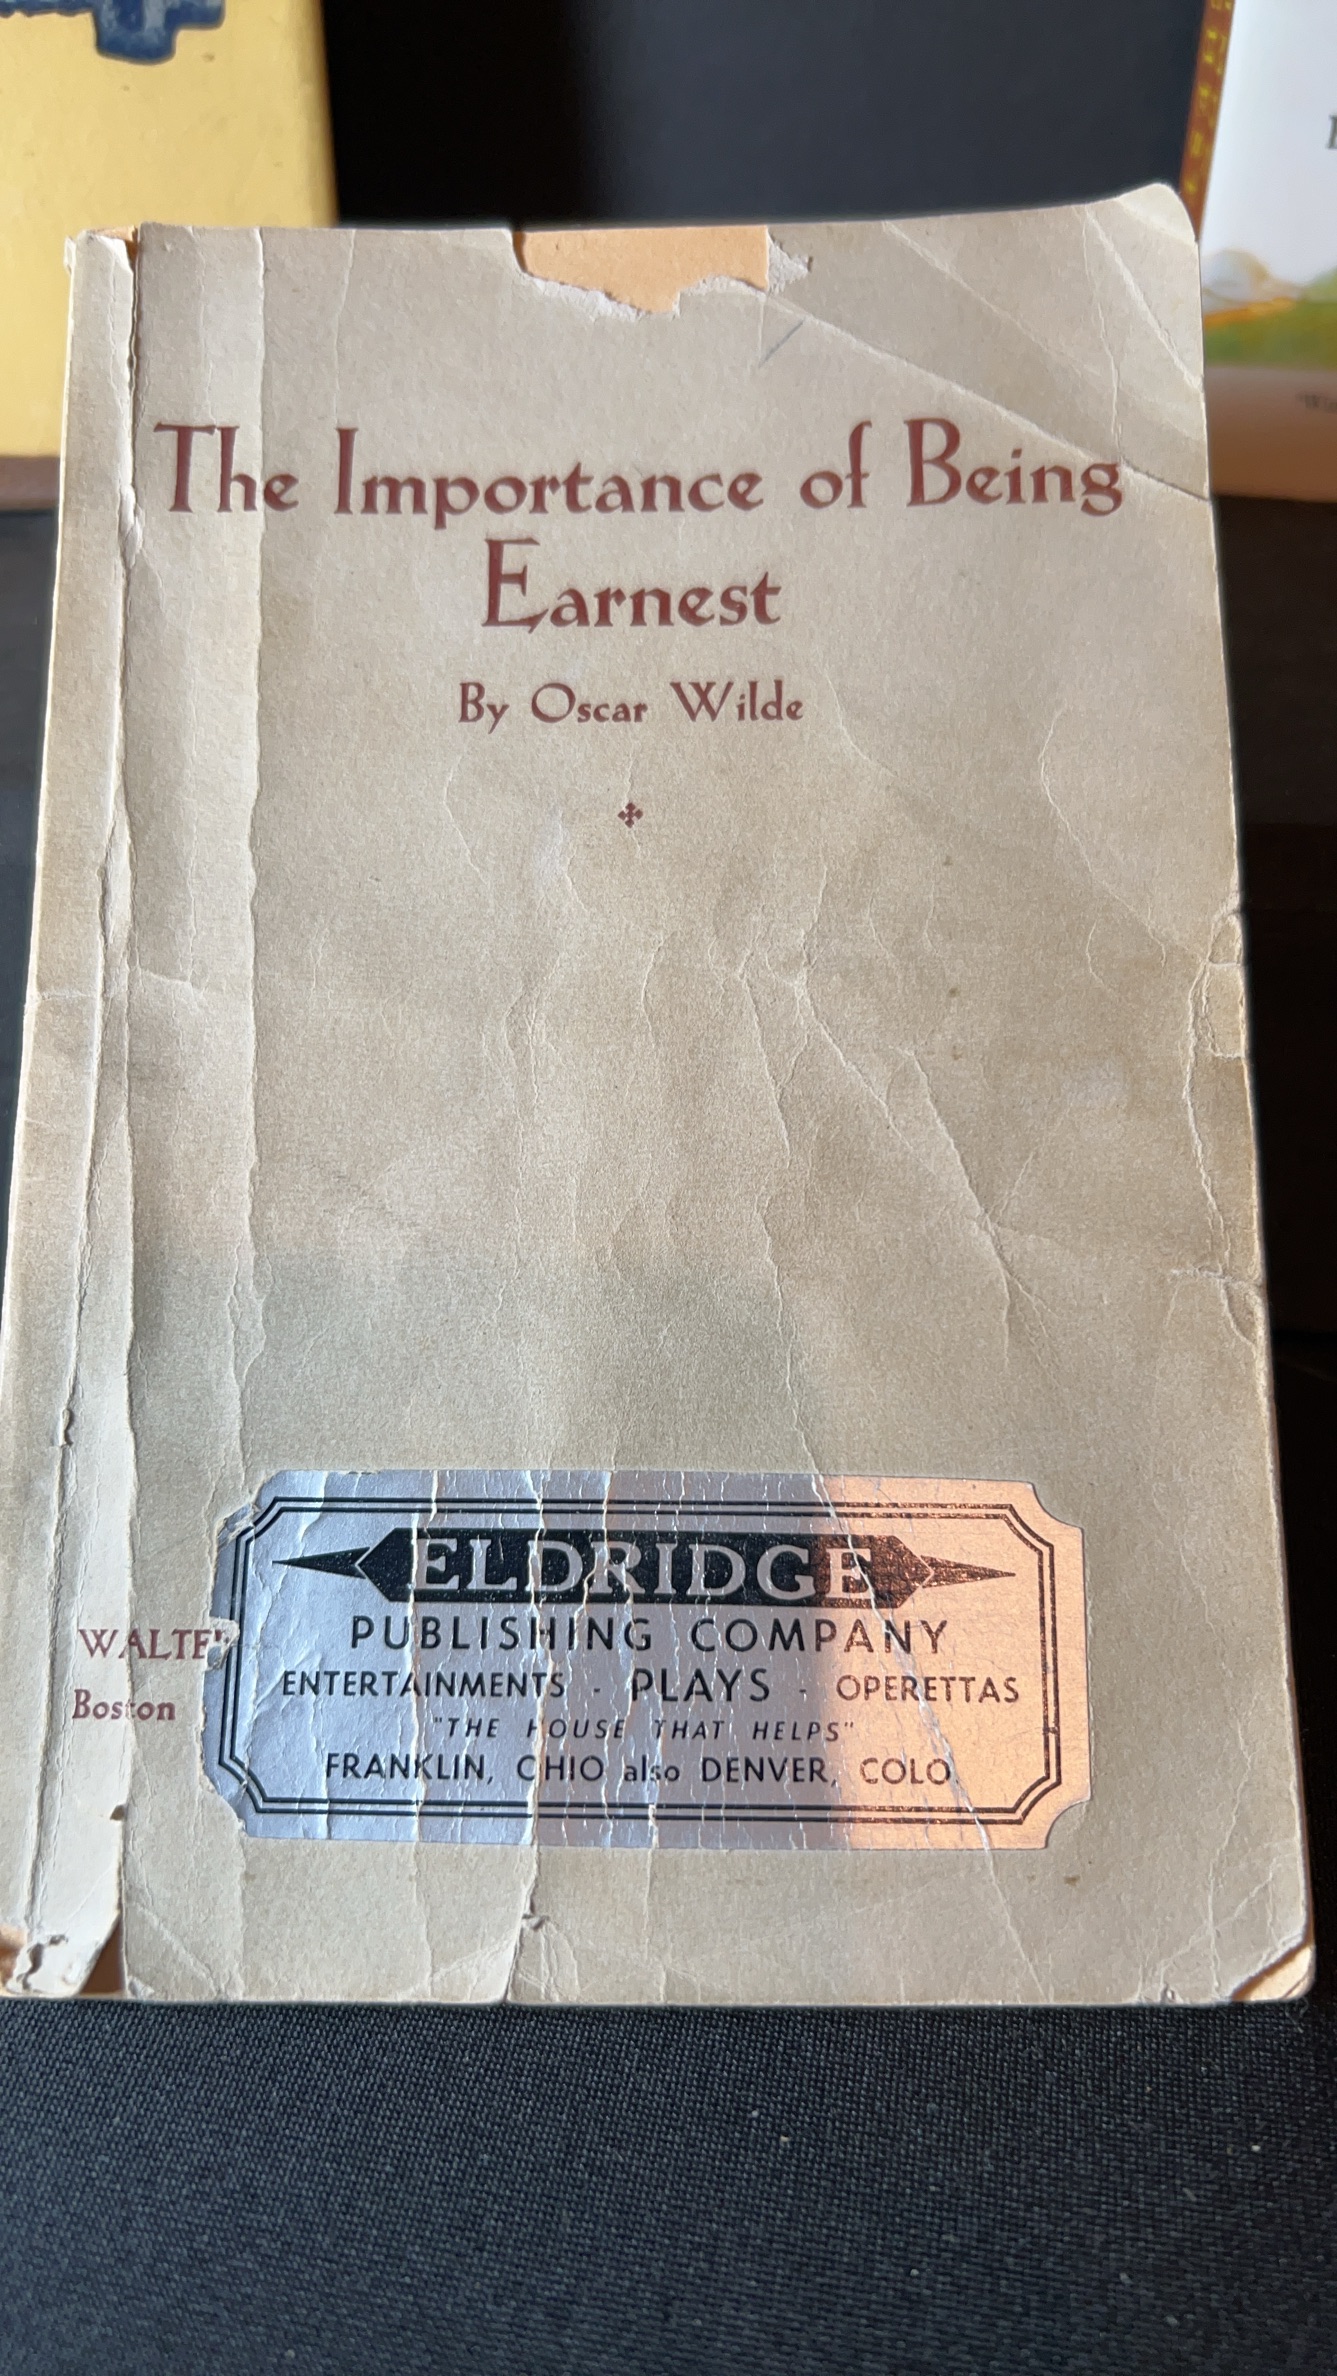 The Importance of Being
Earnest
By Oscar Wilde
WALTER
Boston
ELDRIDGE
PUBLISHING COMPANY
ENTERTAINMENTS - PLAYS - OPERETTAS
"THE HOUSE THAT HELPS"
FRANKLIN, OHIO also DENVER, COLO.